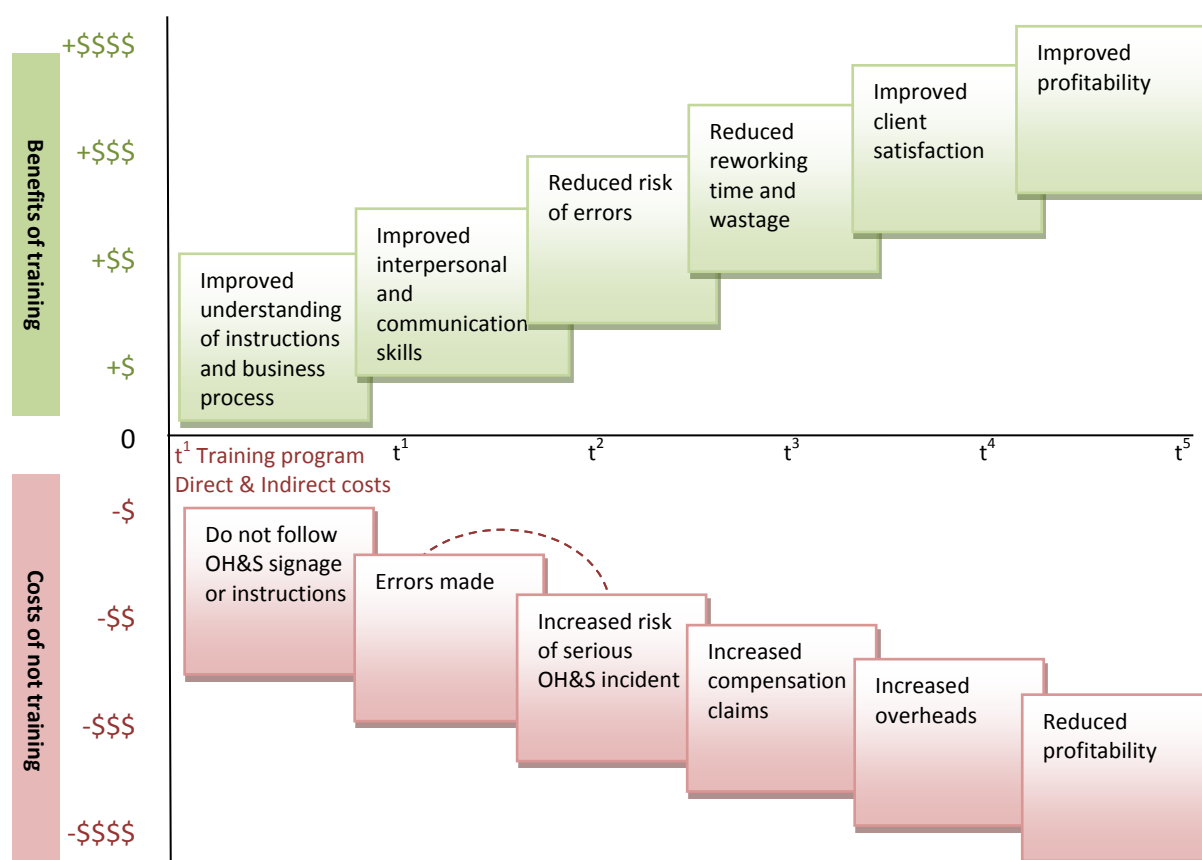 +$$$$
+$$$
+$$
+$
0
-$
-$$
-$$$
-$$$$
Benefits of training
Costs of not training
Improved
understanding
of instructions
and business
process
Improved
interpersonal
and
communication
skills
Reduced risk
of errors
Reduced
reworking
time and
wastage
Improved
client
satisfaction
Improved
profitability
t¹ Training program
Direct & Indirect costs
t¹
t²
t³
t⁴
t⁵
Do not follow
OH&S signage
or instructions
Errors made
Increased risk
of serious
OH&S incident
Increased
compensation
claims
Increased
overheads
Reduced
profitability